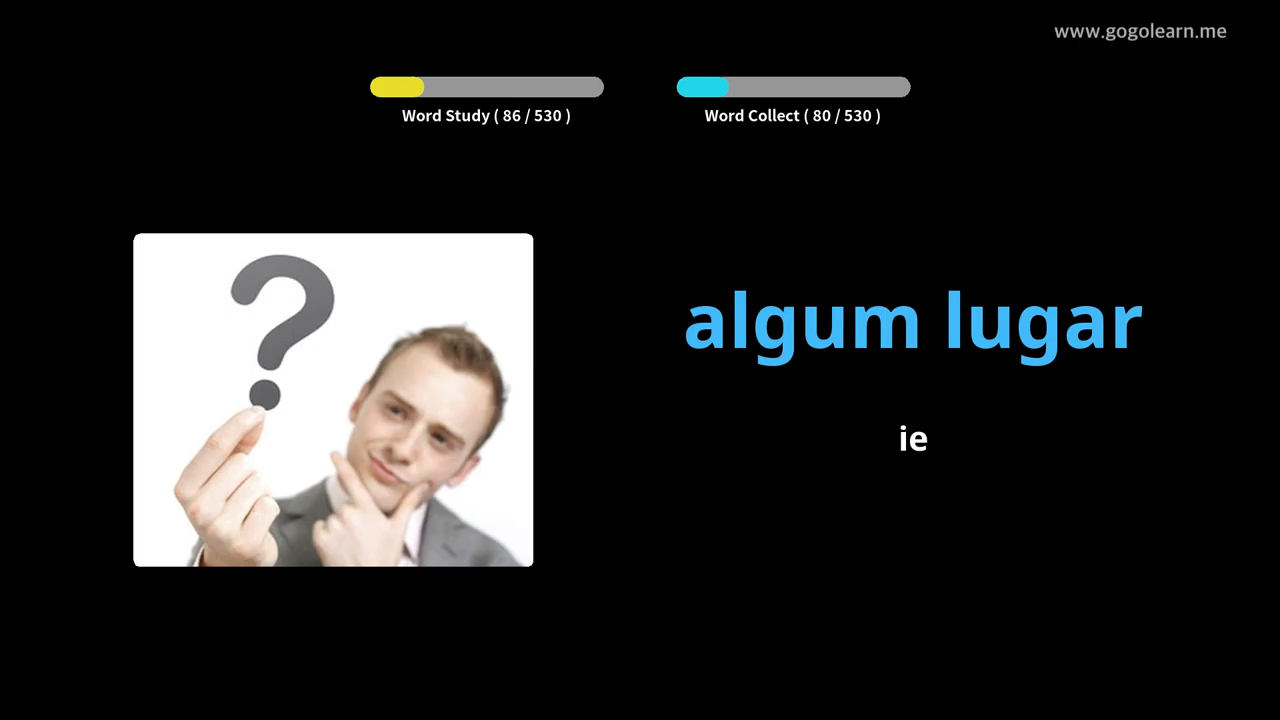 www.gogolearn.me
Word Study ( 86 / 530 )
Word Collect ( 80 / 530 )
?
algum lugar
ie